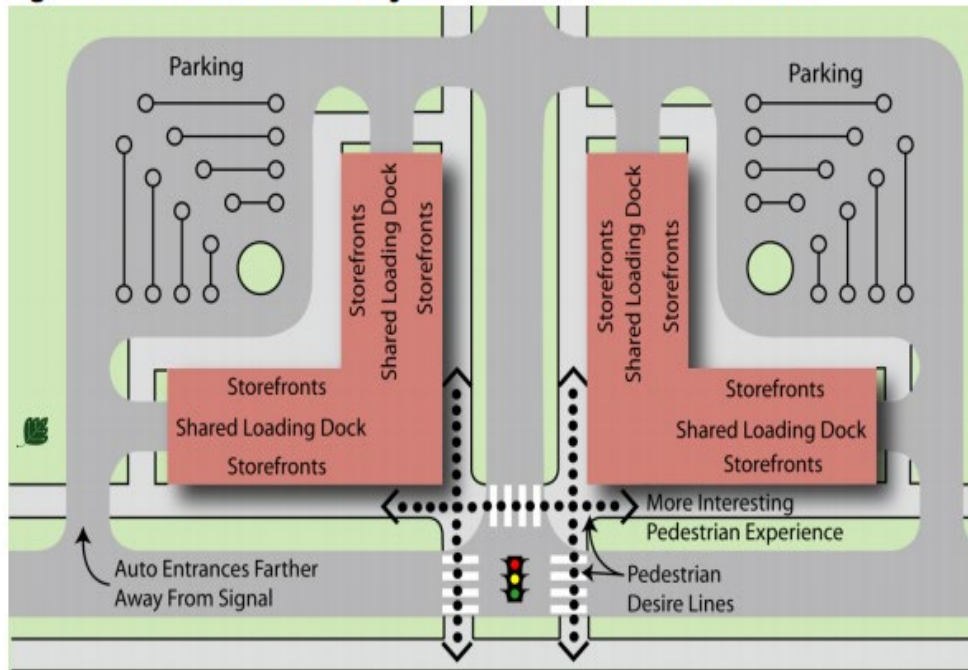 Parking
Parking
Storefronts
Shared Loading Dock
Storefronts
Storefronts
Shared Loading Dock
Storefronts
Storefronts
Shared Loading Dock
Storefronts
Storefronts
Shared Loading Dock
Storefronts
More Interesting
Pedestrian Experience
Auto Entrances Farther
Away From Signal
Pedestrian
Desire Lines